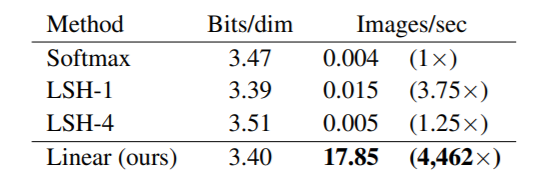 Method Bits/dim Images/sec
Softmax 3.47 0.004 (1×)
LSH-1 3.39 0.015 (3.75×)
LSH-4 3.51 0.005 (1.25×)
Linear (ours) 3.40 17.85 (4,462×)